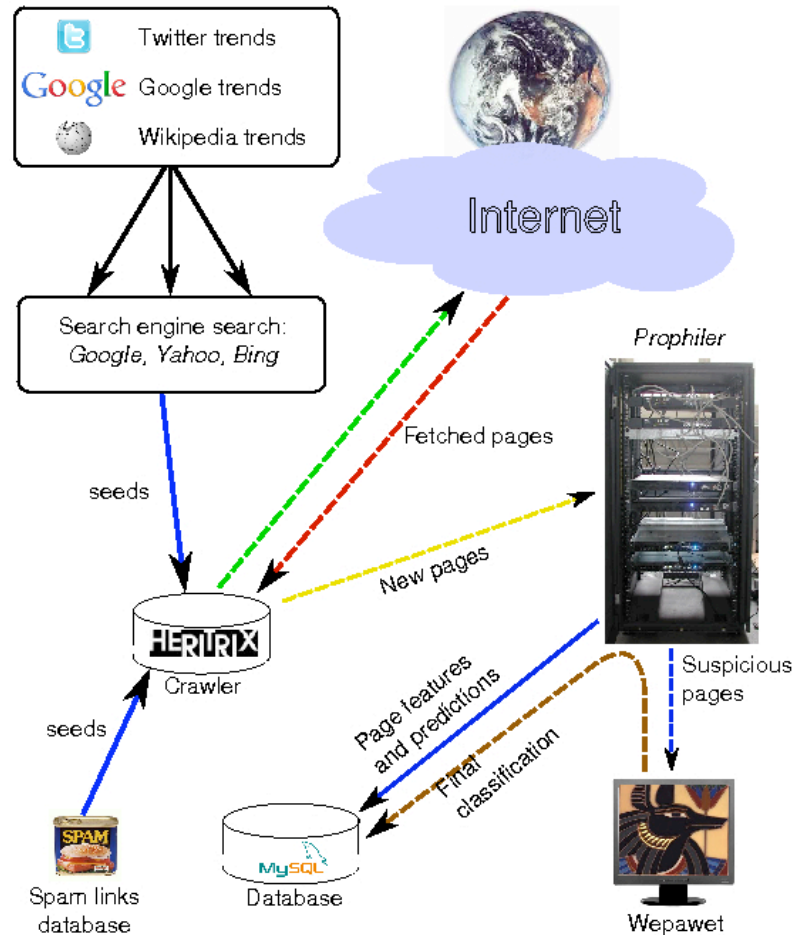 Twitter trends
Google Google trends
Wikipedia trends
Internet
Search engine search:
Google, Yahoo, Bing
Prophiler
Fetched pages
seeds
New pages
HERITRIX
Crawler
Suspicious
pages
Page features
and predictions
seeds
Final
classification
SPAM
MySQL
Spam links
database
Database
Wepawet